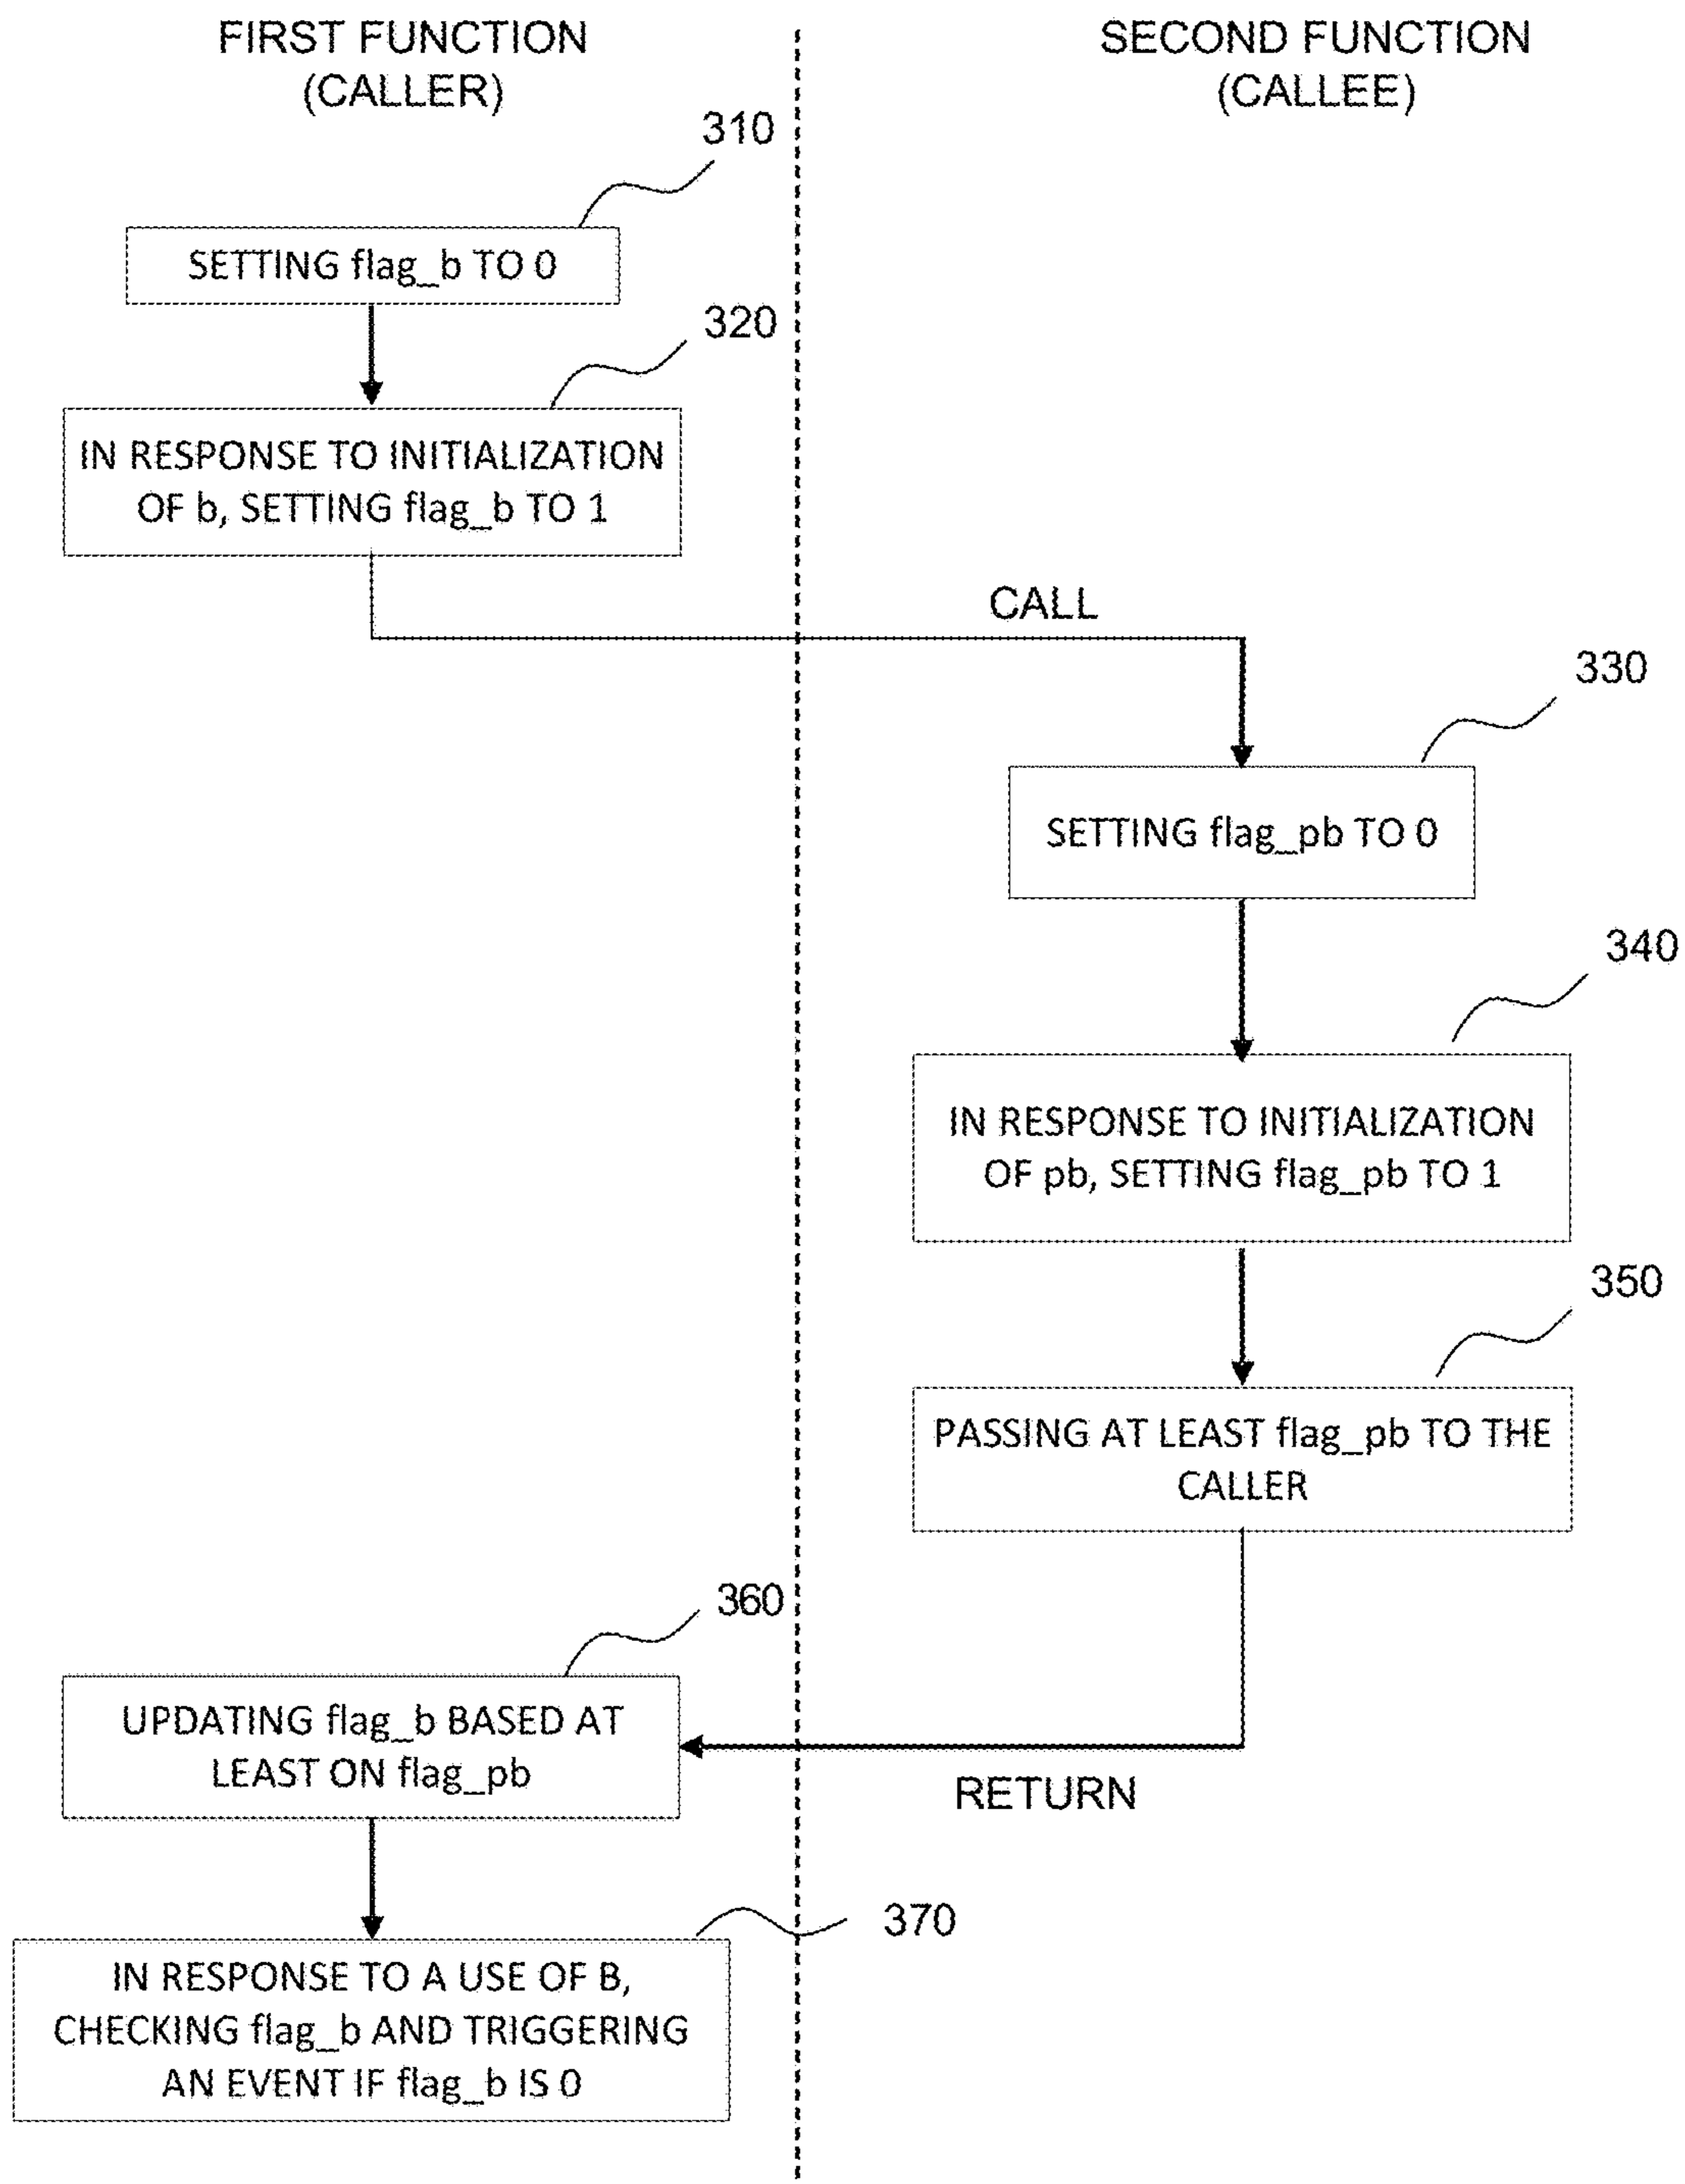 FIRST FUNCTION
(CALLER)
SECOND FUNCTION
(CALLEE)
310
SETTING flag_b TO 0
320
IN RESPONSE TO INITIALIZATION
OF b, SETTING flag_b TO 1
CALL
330
SETTING flag_pb TO 0
340
IN RESPONSE TO INITIALIZATION
OF pb, SETTING flag_pb TO 1
350
PASSING AT LEAST flag_pb TO THE
CALLER
360
UPDATING flag_b BASED AT
LEAST ON flag_pb
RETURN
370
IN RESPONSE TO A USE OF B,
CHECKING flag_b AND TRIGGERING
AN EVENT IF flag_b IS 0